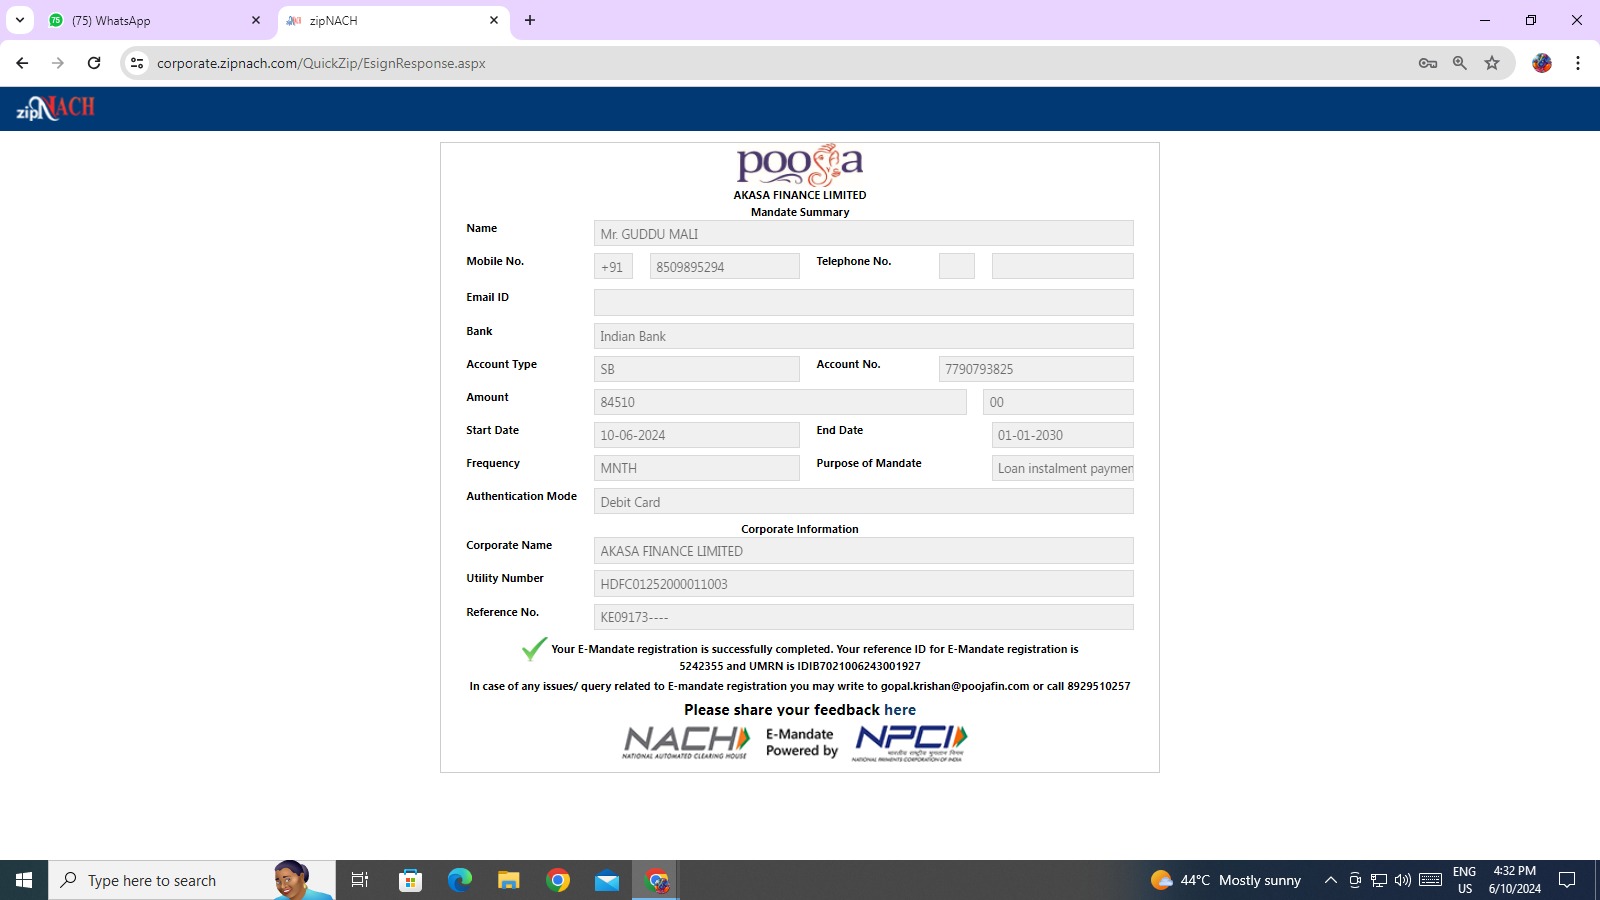 (75) WhatsApp
zipNACH
corporate.zipnach.com/QuickZip/EsignResponse.aspx
zipNACH
pooja
AKASA FINANCE LIMITED
Mandate Summary
Name Mr. GUDDU MALI
Mobile No. +91 8509895294 Telephone No.
Email ID
Bank Indian Bank
Account Type SB Account No. 7790793825
Amount 84510 00
Start Date 10-06-2024 End Date 01-01-2030
Frequency MNTH Purpose of Mandate Loan instalment paymen
Authentication Mode Debit Card
Corporate Information
Corporate Name AKASA FINANCE LIMITED
Utility Number HDFC01252000011003
Reference No. KE09173----
Your E-Mandate registration is successfully completed. Your reference ID for E-Mandate registration is
5242355 and UMRN is IDIB7021006243001927
In case of any issues/ query related to E-mandate registration you may write to gopal.krishan@poojafin.com or call 8929510257
Please share your feedback here
NACH
NATIONAL AUTOMATED CLEARING HOUSE
E-Mandate
Powered by
NPCI
भारतीय राष्ट्रीय भुगतान निगम
NATIONAL PAYMENTS CORPORATION OF INDIA
Type here to search
44°C Mostly sunny
ENG
US
4:32 PM
6/10/2024